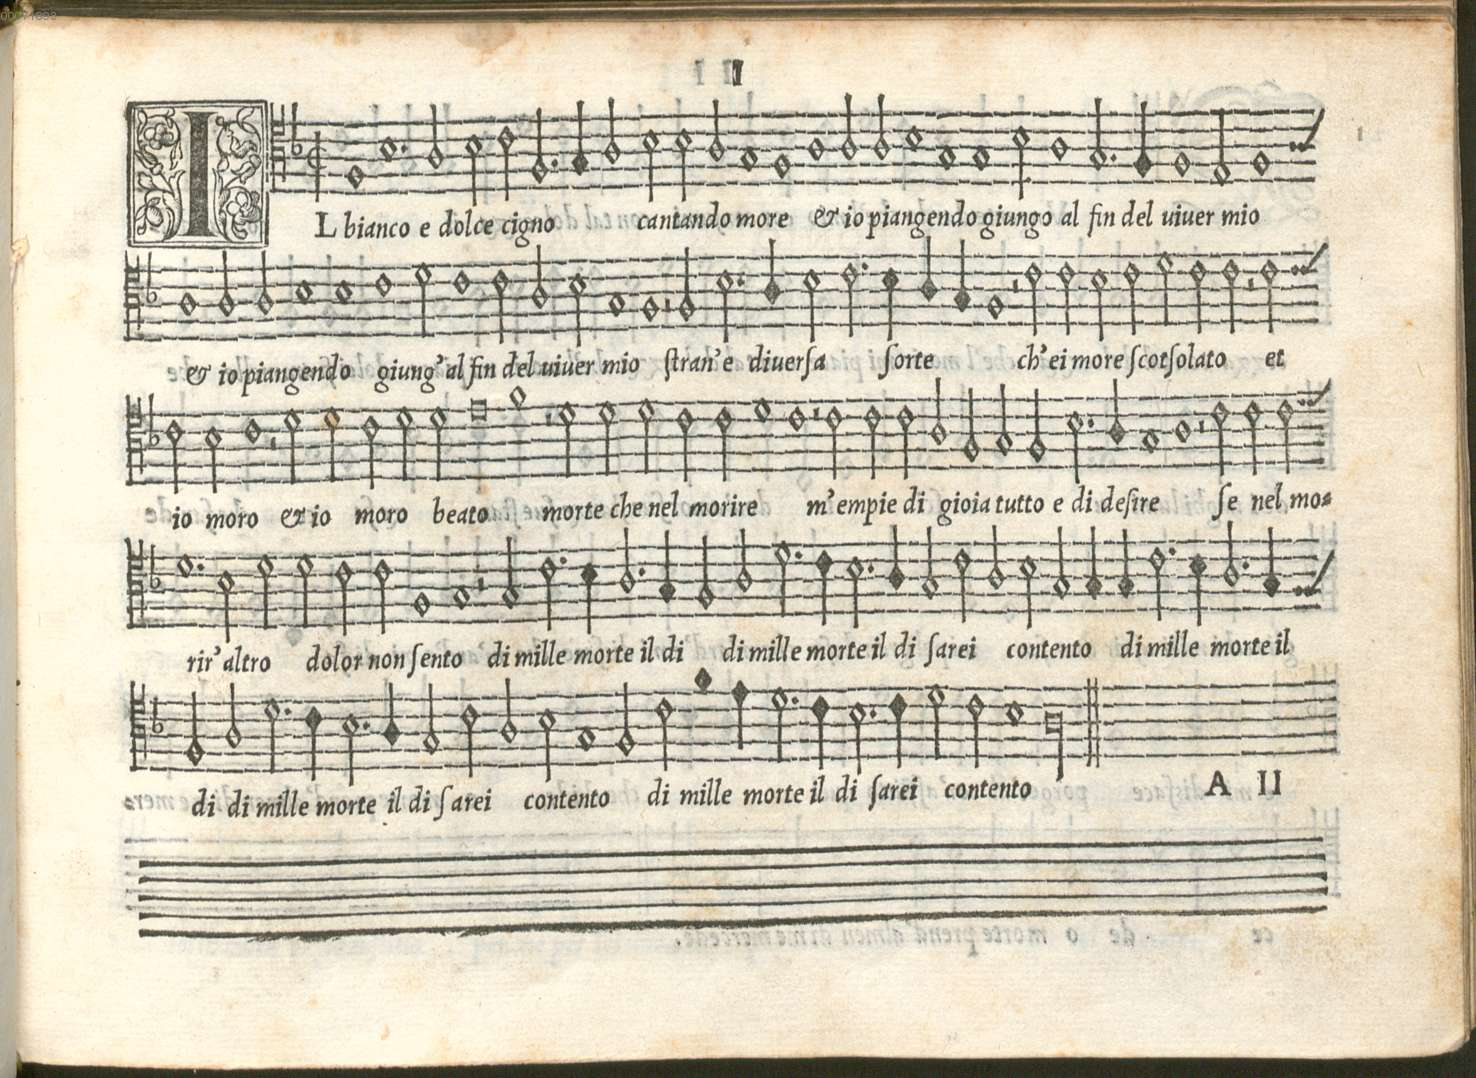 00071393
I
IL bianco e dolce cigno cantando more & io piangendo giungo al fin del uiuer mio
& io piangendo giung' al fin del uiuer mio ſtran' e diuerſa ſorte ch' ei more ſcotſolato et
io moro & io moro beato morte che nel morire m' empie di gioia tutto e di deſire ſe nel mo⸗
rir' altro dolor non ſento di mille morte il di di mille morte il di ſarei contento di mille morte il
di di mille morte il di ſarei contento di mille morte il di ſarei contento
A II